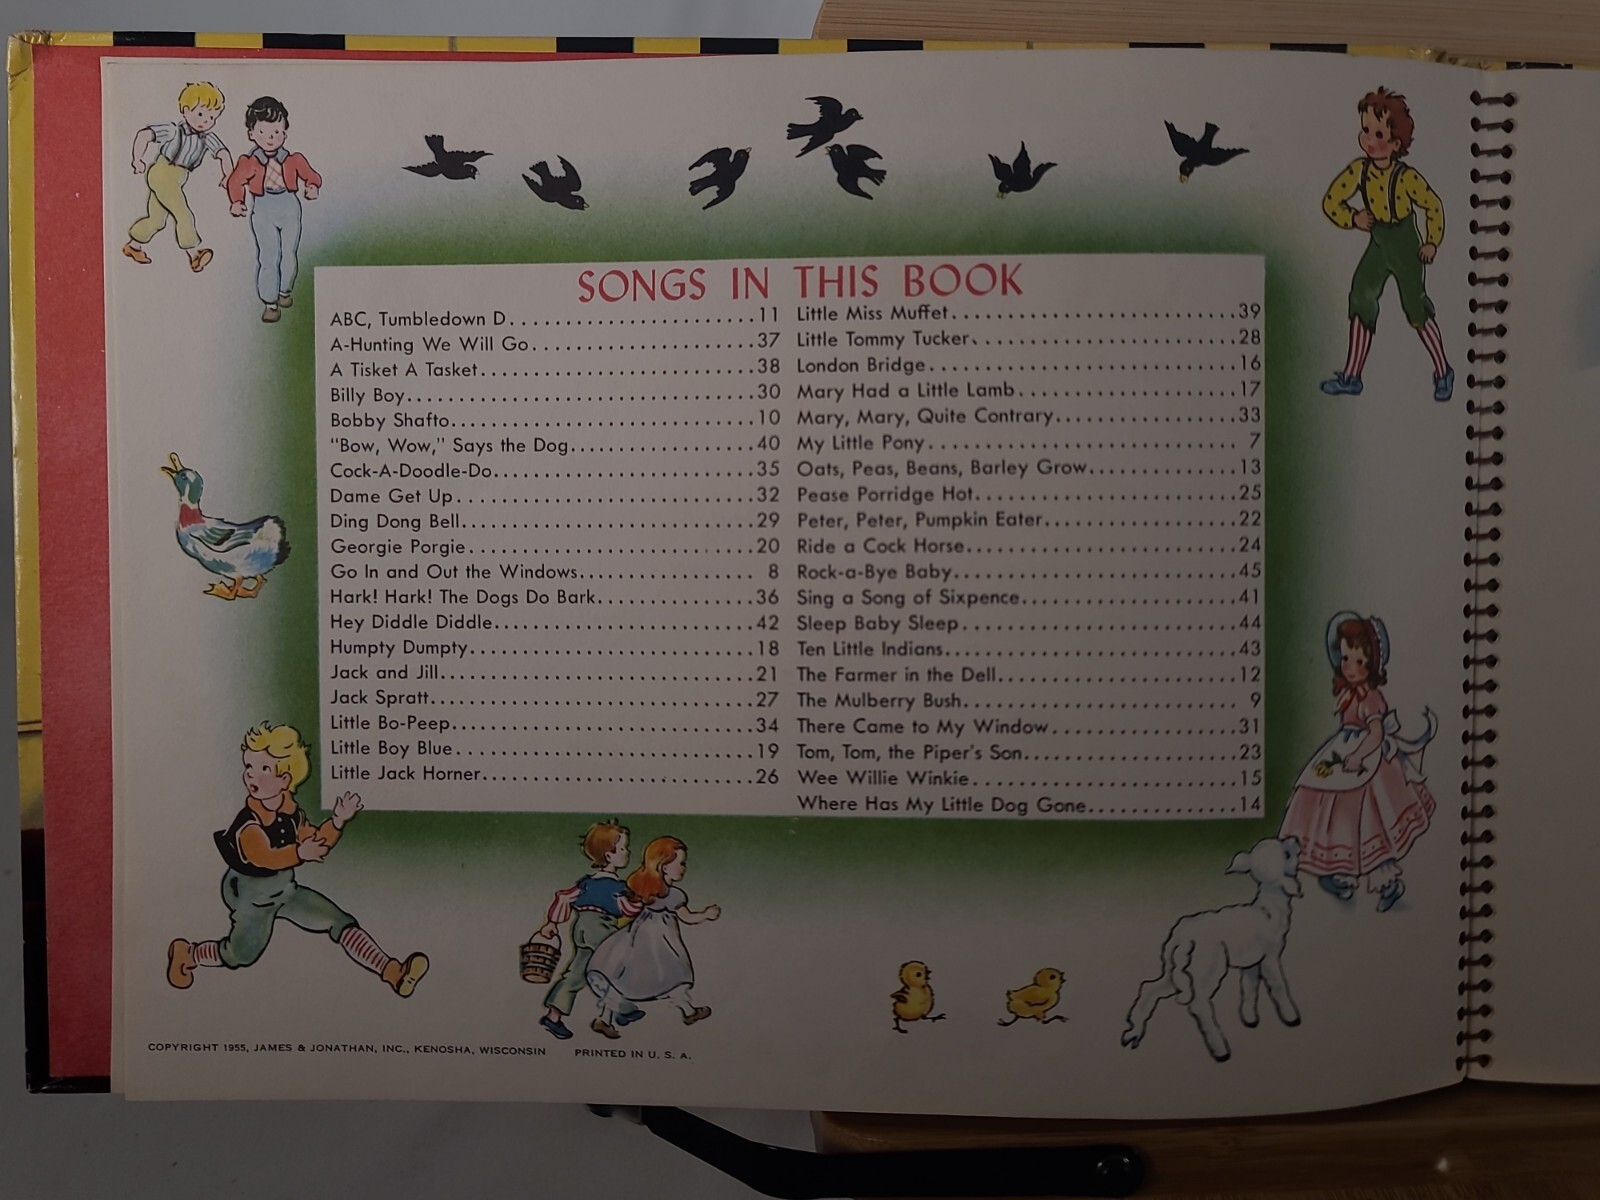 SONGS IN THIS BOOK
ABC, Tumbledown D........................11
A-Hunting We Will Go....................37
A Tisket A Tasket........................38
Billy Boy...............................30
Bobby Shafto...........................10
"Bow, Wow," Says the Dog................40
Cock-A-Doodle-Do.......................35
Dame Get Up...........................32
Ding Dong Bell..........................29
Georgie Porgie.........................20
Go In and Out the Windows................ 8
Hark! Hark! The Dogs Do Bark..............36
Hey Diddle Diddle.......................42
Humpty Dumpty.........................18
Jack and Jill............................21
Jack Spratt.............................27
Little Bo-Peep...........................34
Little Boy Blue..........................19
Little Jack Horner........................26
Little Miss Muffet.........................39
Little Tommy Tucker.......................28
London Bridge...........................16
Mary Had a Little Lamb....................17
Mary, Mary, Quite Contrary................33
My Little Pony........................... 7
Oats, Peas, Beans, Barley Grow.............13
Pease Porridge Hot.......................25
Peter, Peter, Pumpkin Eater.................22
Ride a Cock Horse........................24
Rock-a-Bye Baby.........................45
Sing a Song of Sixpence...................41
Sleep Baby Sleep........................44
Ten Little Indians..........................43
The Farmer in the Dell.....................12
The Mulberry Bush........................ 9
There Came to My Window.................31
Tom, Tom, the Piper's Son...................23
Wee Willie Winkie........................15
Where Has My Little Dog Gone.............14
COPYRIGHT 1955, JAMES & JONATHAN, INC., KENOSHA, WISCONSIN PRINTED IN U. S. A.